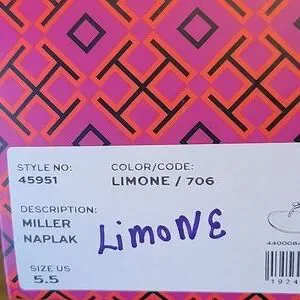 STYLE NO: COLOR/CODE:
45951 LIMONE / 706
DESCRIPTION:
MILLER
NAPLAK
LimoNE
SIZE US
5.5